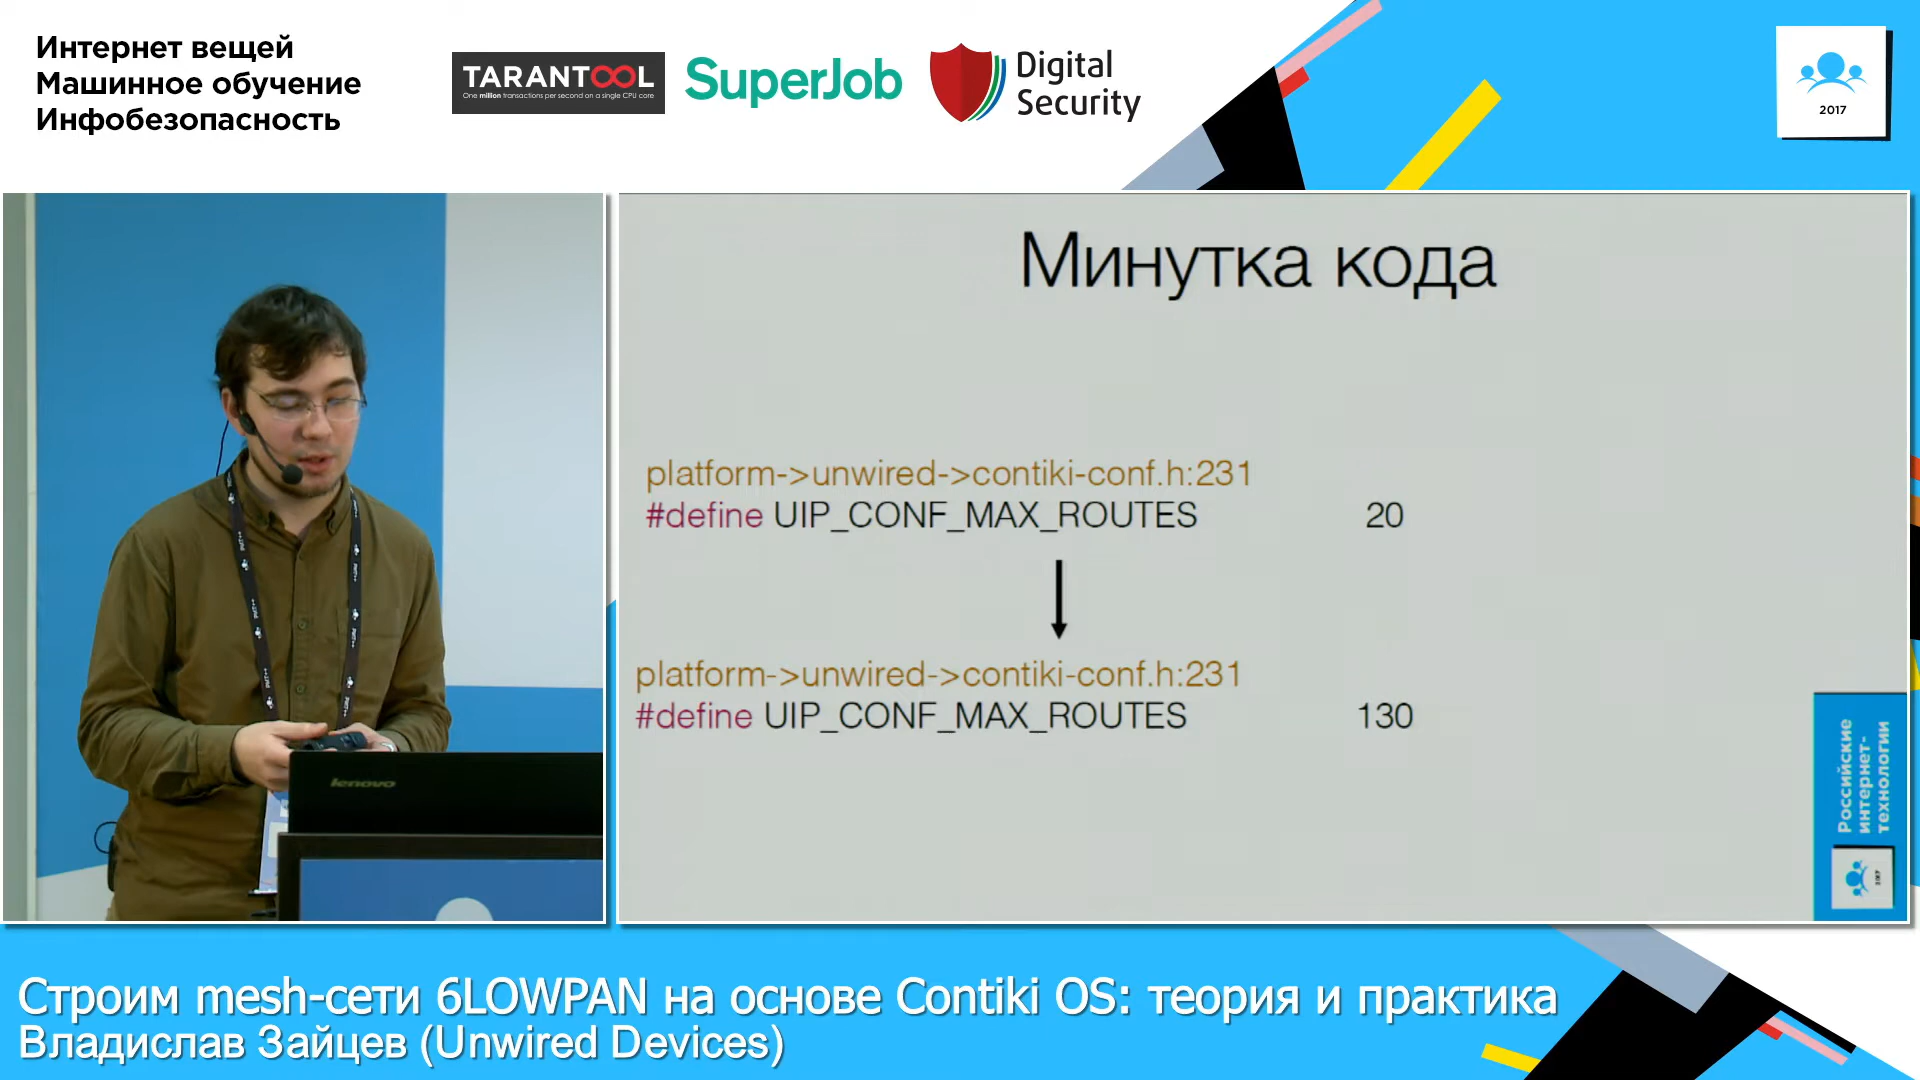 Интернет вещей
Машинное обучение
Инфобезопасность
TARANTOOL
One million transactions per second on a single CPU core
SuperJob
Digital
Security
2017
Минутка кода
platform->unwired->contiki-conf.h:231
#define UIP_CONF_MAX_ROUTES 20
platform->unwired->contiki-conf.h:231
#define UIP_CONF_MAX_ROUTES 130
lenovo
Российские
интернет-
технологии
Строим mesh-сети 6LOWPAN на основе Contiki OS: теория и практика
Владислав Зайцев (Unwired Devices)